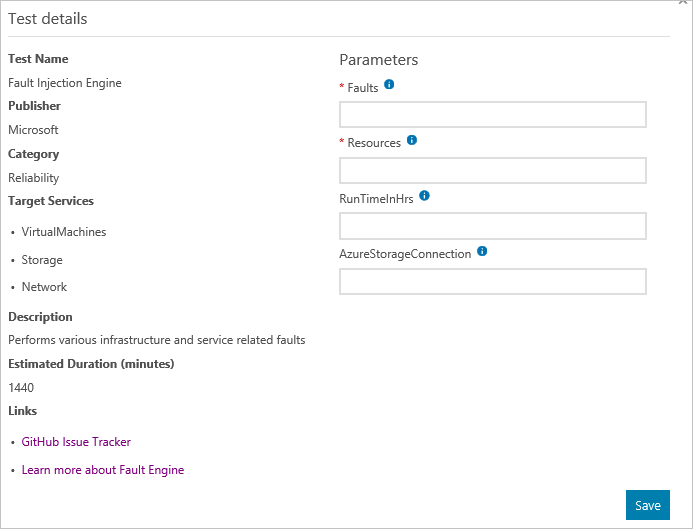 Test details
Test Name
Fault Injection Engine
Publisher
Microsoft
Category
Reliability
Target Services
• VirtualMachines
• Storage
• Network
Description
Performs various infrastructure and service related faults
Estimated Duration (minutes)
1440
Links
• GitHub Issue Tracker
• Learn more about Fault Engine
Parameters
* Faults
* Resources
RunTimeInHrs
AzureStorageConnection
Save